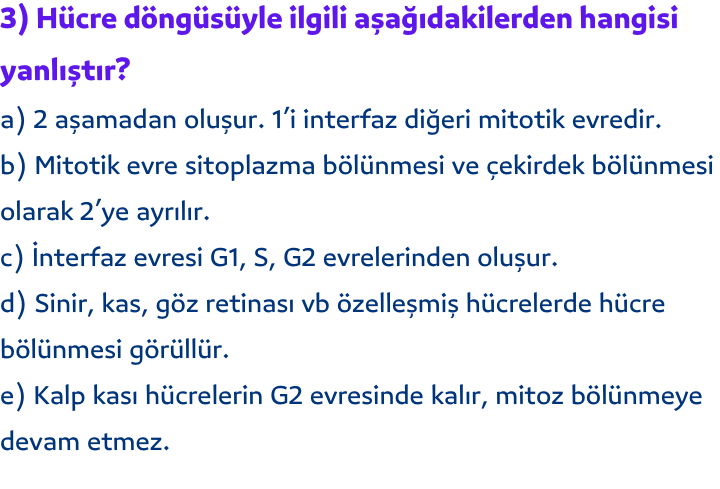 3) Hücre döngüsüyle ilgili aşağıdakilerden hangisi
yanlıştır?
a) 2 aşamadan oluşur. 1’i interfaz diğeri mitotik evredir.
b) Mitotik evre sitoplazma bölünmesi ve çekirdek bölünmesi
olarak 2’ye ayrılır.
c) İnterfaz evresi G1, S, G2 evrelerinden oluşur.
d) Sinir, kas, göz retinası vb özelleşmiş hücrelerde hücre
bölünmesi görüllür.
e) Kalp kası hücrelerin G2 evresinde kalır, mitoz bölünmeye
devam etmez.